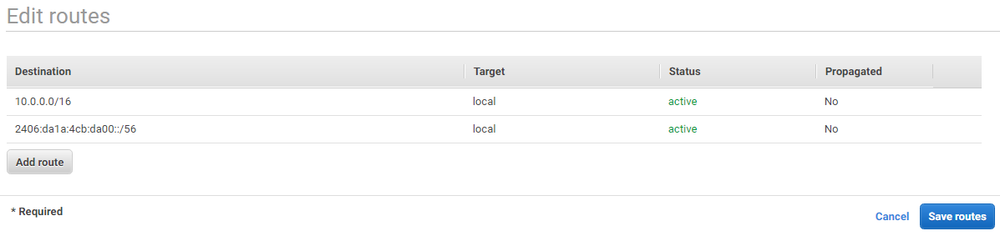 Edit routes
Destination Target Status Propagated
10.0.0.0/16 local active No
2406:da1a:4cb:da00::/56 local active No
Add route
* Required
Cancel Save routes